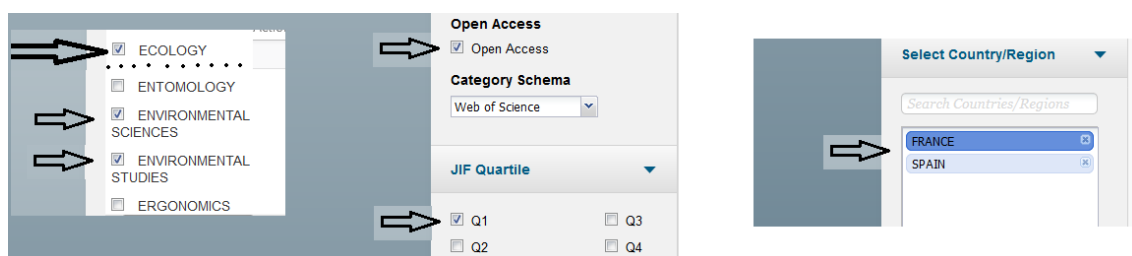 ECOLOGY
ENTOMOLOGY
ENVIRONMENTAL
SCIENCES
ENVIRONMENTAL
STUDIES
ERGONOMICS
Open Access
Open Access
Category Schema
Web of Science
JIF Quartile
Q1
Q3
Q2
Q4
Select Country/Region
Search Countries/Regions
FRANCE
SPAIN